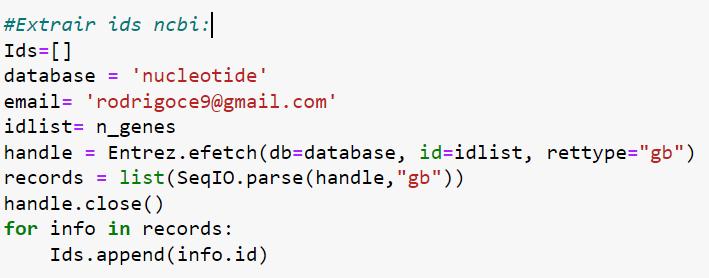 #Extrair ids ncbi:
Ids=[]
database = 'nucleotide'
email= 'rodrigoce9@gmail.com'
idlist= n_genes
handle = Entrez.efetch(db=database, id=idlist, rettype="gb")
records = list(SeqIO.parse(handle,"gb"))
handle.close()
for info in records:
    Ids.append(info.id)